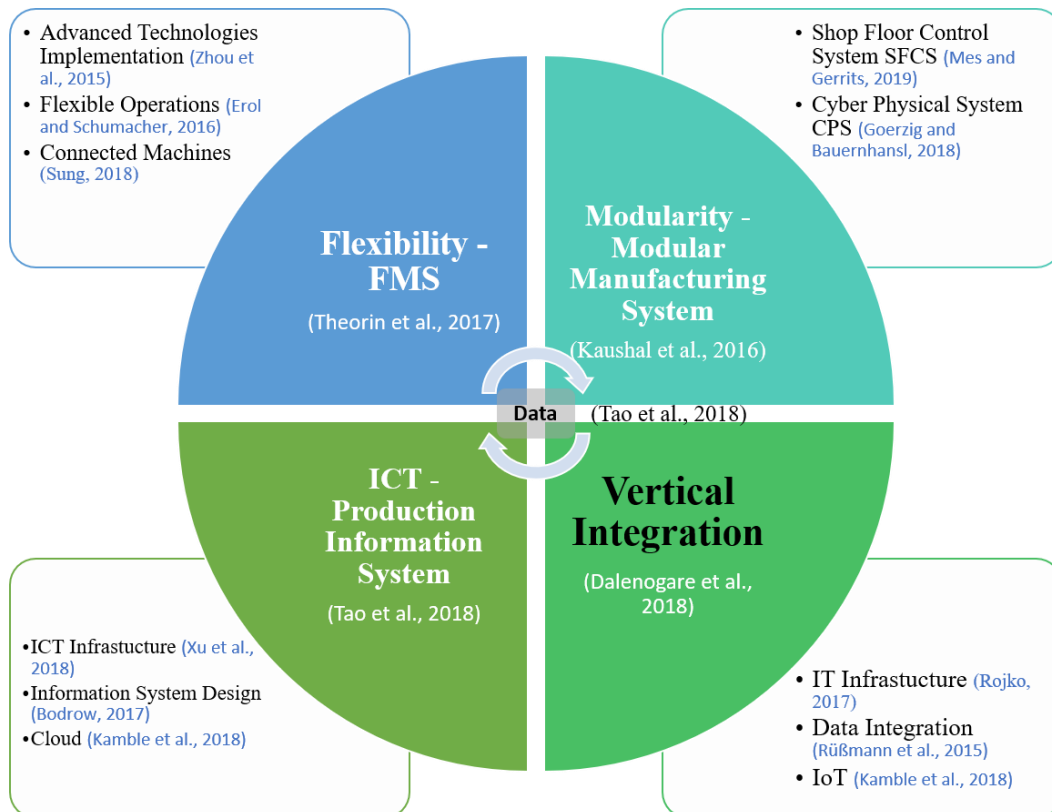 • Advanced Technologies
Implementation (Zhou et
al., 2015)
• Flexible Operations (Erol
and Schumacher, 2016)
• Connected Machines
(Sung, 2018)
• Shop Floor Control
System SFCS (Mes and
Gerrits, 2019)
• Cyber Physical System
CPS (Goerzig and
Bauernhansl, 2018)
Flexibility -
FMS
(Theorin et al., 2017)
Modularity -
Modular
Manufacturing
System
(Kaushal et al., 2016)
Data
(Tao et al., 2018)
ICT -
Production
Information
System
(Tao et al., 2018)
Vertical
Integration
(Dalenogare et al.,
2018)
•ICT Infrastucture (Xu et al.,
2018)
•Information System Design
(Bodrow, 2017)
•Cloud (Kamble et al., 2018)
• IT Infrastucture (Rojko,
2017)
• Data Integration
(Rüßmann et al., 2015)
• IoT (Kamble et al., 2018)